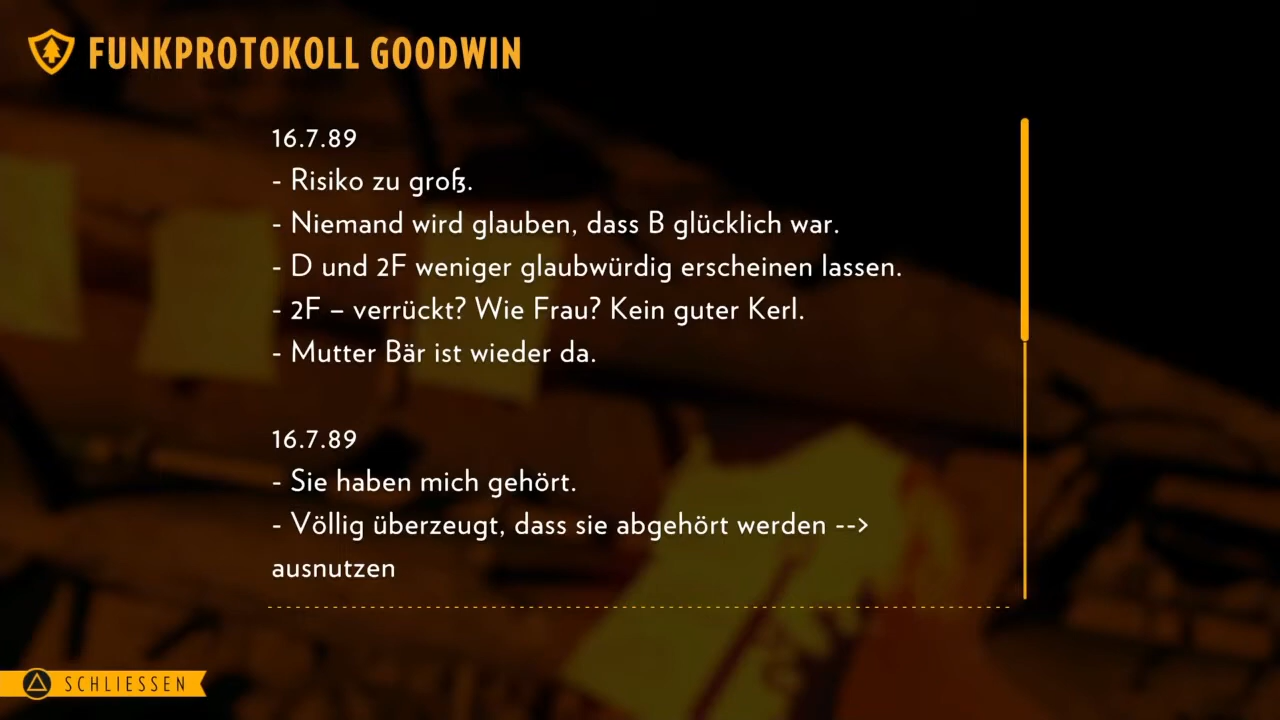 FUNKPROTOKOLL GOODWIN
16.7.89
- Risiko zu groß.
- Niemand wird glauben, dass B glücklich war.
- D und 2F weniger glaubwürdig erscheinen lassen.
- 2F – verrückt? Wie Frau? Kein guter Kerl.
- Mutter Bär ist wieder da.
16.7.89
- Sie haben mich gehört.
- Völlig überzeugt, dass sie abgehört werden -->
ausnutzen
SCHLIESSEN